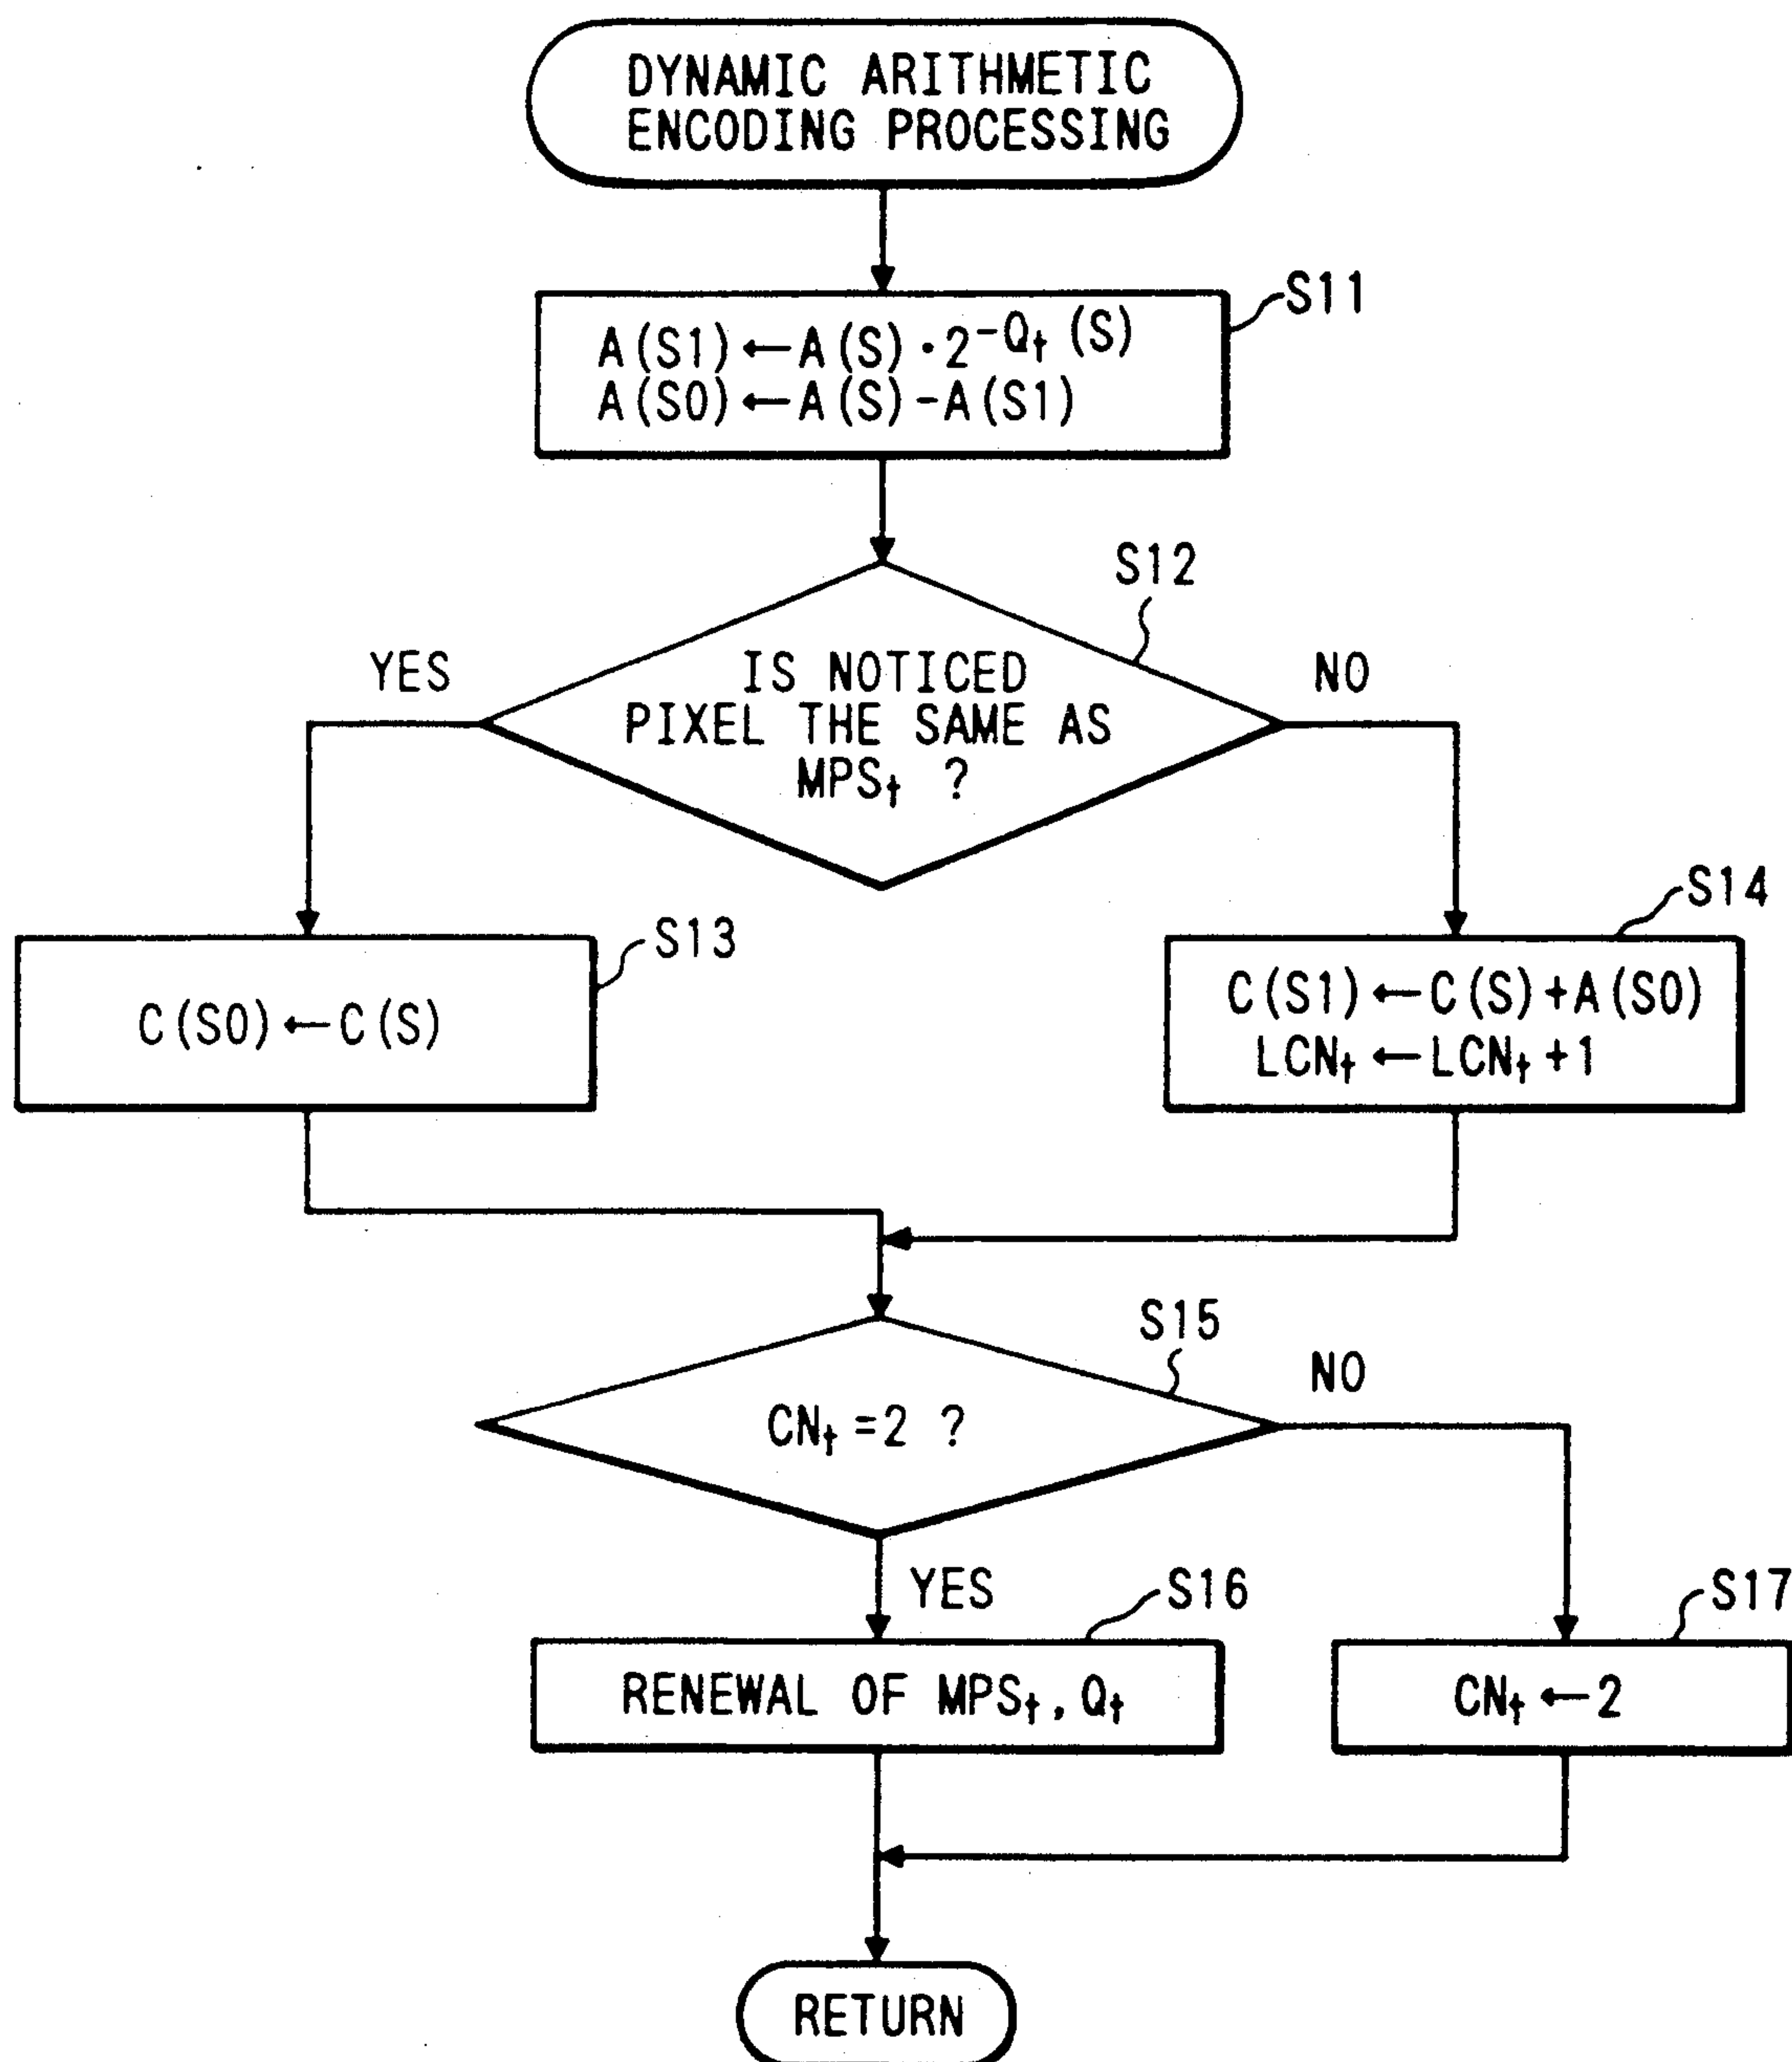 DYNAMIC ARITHMETIC
ENCODING PROCESSING
S11
A(S1)←A(S)·2^-Qt(S)
A(S0)←A(S)-A(S1)
S12
YES
NO
IS NOTICED
PIXEL THE SAME AS
MPSt ?
S13
C(S0)←C(S)
S14
C(S1)←C(S)+A(S0)
LCNt←LCNt+1
S15
NO
CNt=2 ?
YES
S16
RENEWAL OF MPSt,Qt
S17
CNt←2
RETURN